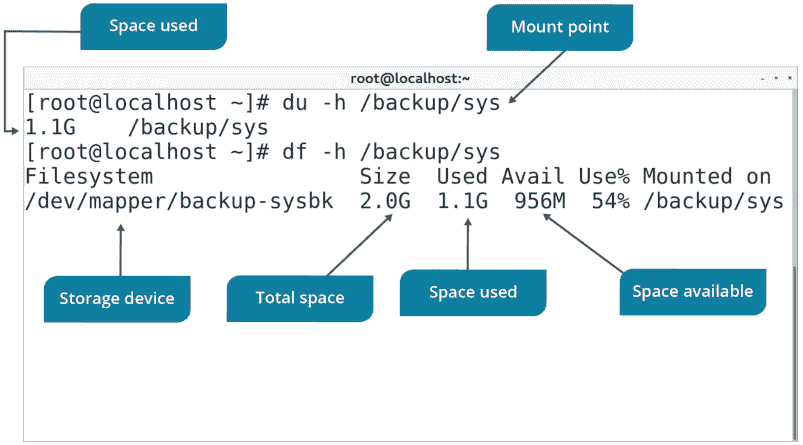 Space used
Mount point
root@localhost:~
[root@localhost ~]# du -h /backup/sys
1.1G    /backup/sys
[root@localhost ~]# df -h /backup/sys
Filesystem                Size  Used Avail Use% Mounted on
/dev/mapper/backup-sysbk  2.0G  1.1G  956M  54% /backup/sys
Storage device
Total space
Space used
Space available